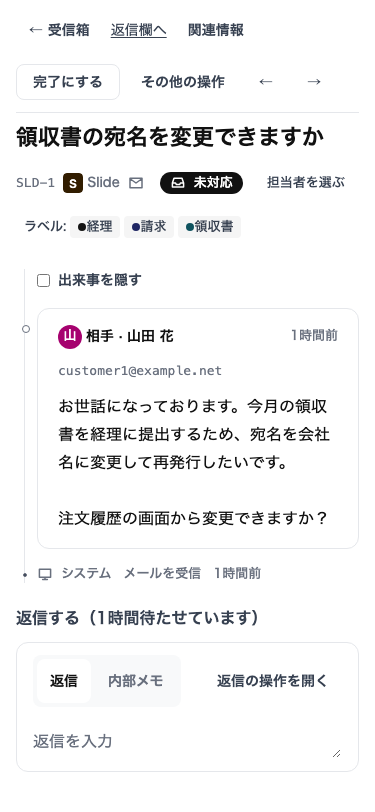 ← 受信箱 返信欄へ 関連情報
完了にする その他の操作 ← →
領収書の宛名を変更できますか
SLD-1 S Slide 未対応 担当者を選ぶ
ラベル: 経理 請求 領収書
出来事を隠す
山 相手 · 山田 花 1時間前
customer1@example.net
お世話になっております。今月の領収
書を経理に提出するため、宛名を会社
名に変更して再発行したいです。
注文履歴の画面から変更できますか？
システム メールを受信 1時間前
返信する（1時間待たせています）
返信 内部メモ 返信の操作を開く
返信を入力